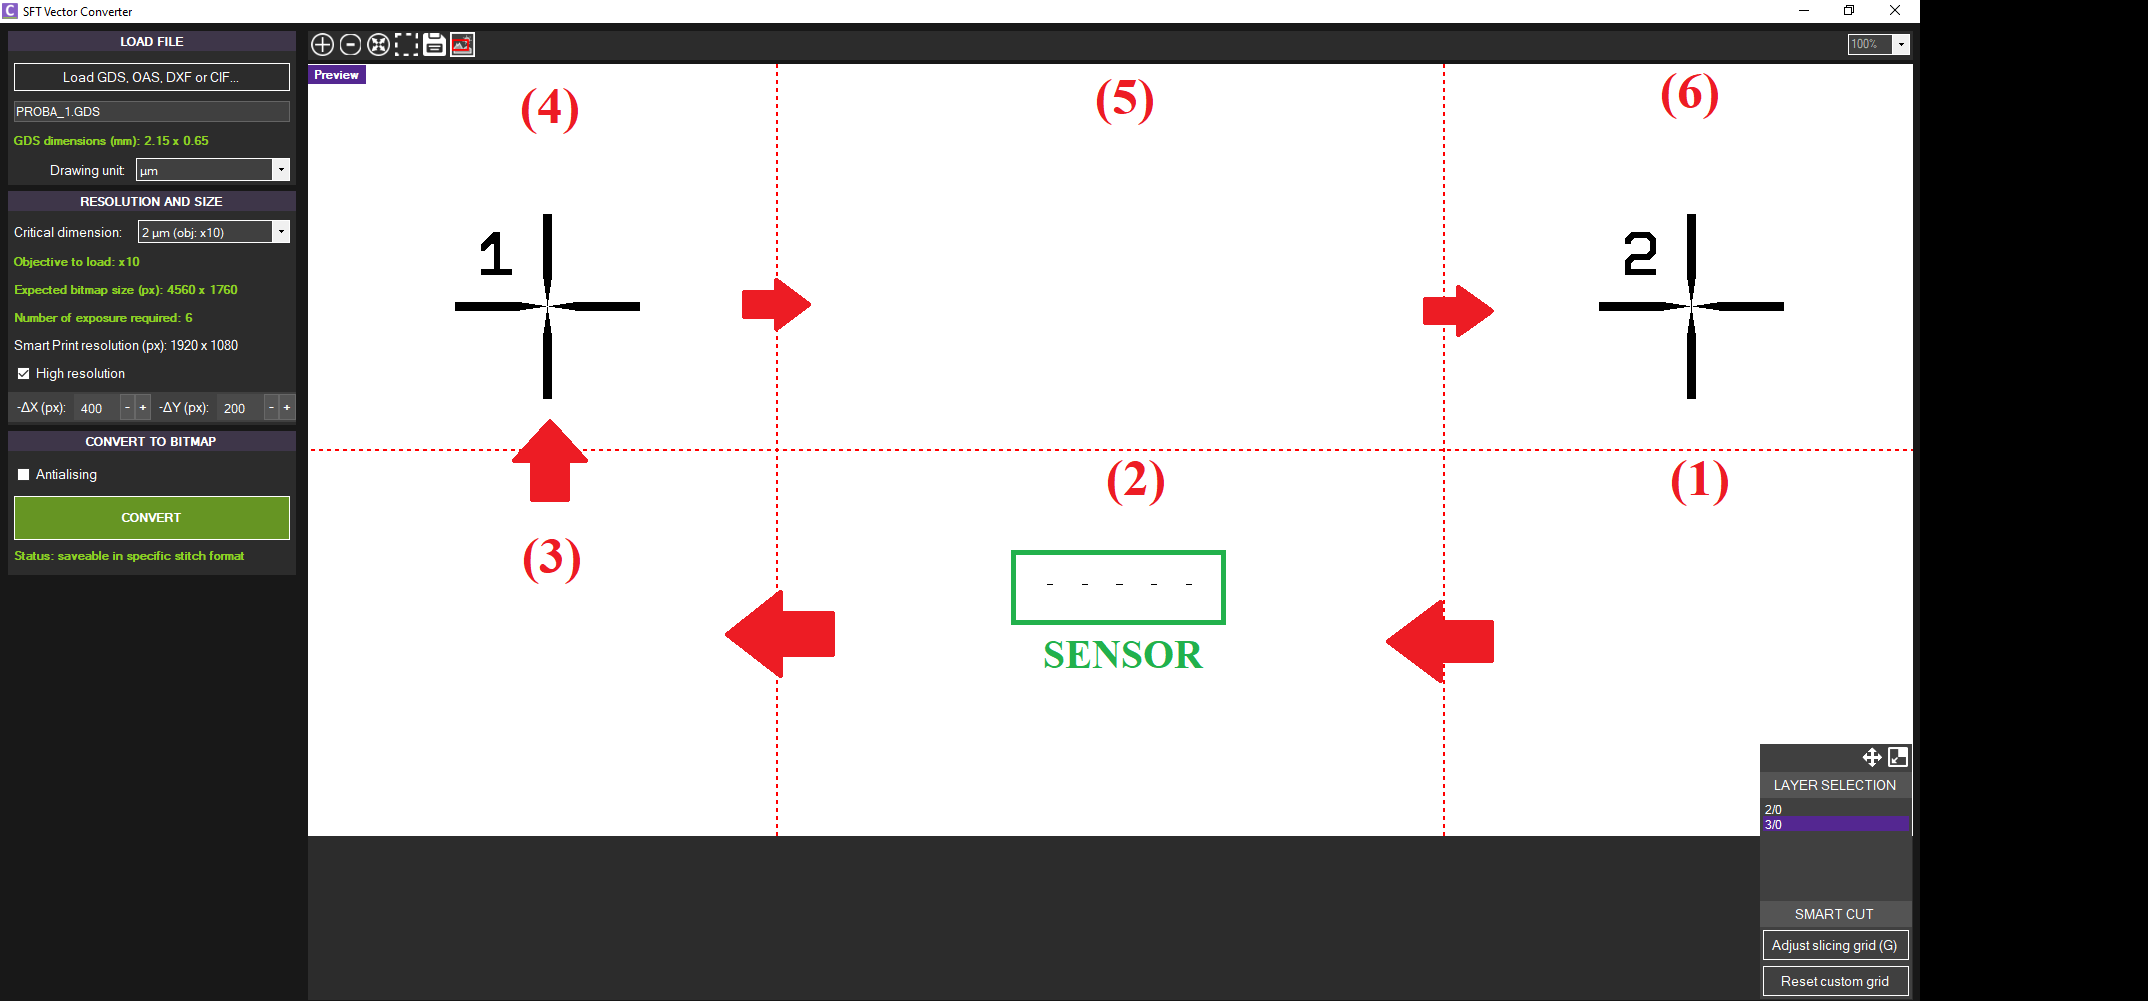 SFT Vector Converter
LOAD FILE
Load GDS, OAS, DXF or CIF...
PROBA_1.GDS
GDS dimensions (mm): 2.15 x 0.65
Drawing unit: µm
RESOLUTION AND SIZE
Critical dimension: 2 µm (obj: x10)
Objective to load: x10
Expected bitmap size (px): 4560 x 1760
Number of exposure required: 6
Smart Print resolution (px): 1920 x 1080
High resolution
-ΔX (px): 400 - + -ΔY (px): 200 - +
CONVERT TO BITMAP
Antialising
CONVERT
Status: saveable in specific stitch format
100%
Preview
(4) (5) (6)
1 2
(2) (1)
(3)
SENSOR
LAYER SELECTION
2/0
3/0
SMART CUT
Adjust slicing grid (G)
Reset custom grid